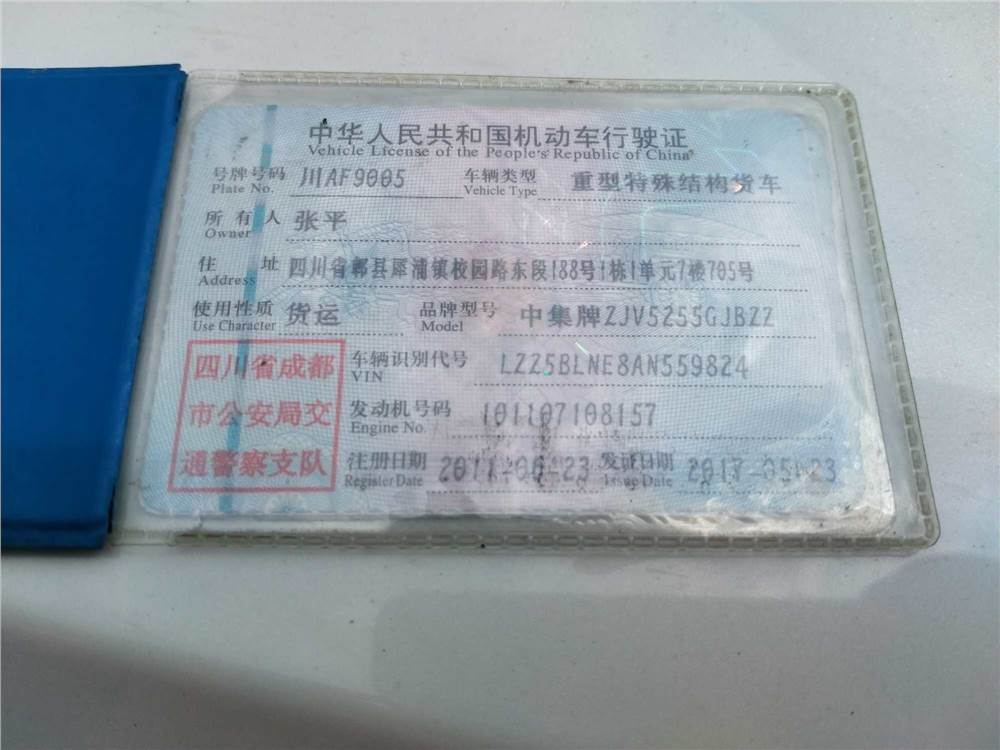 中华人民共和国机动车行驶证
Vehicle License of the People's Republic of China
号牌号码 川AF9005 车辆类型 重型特殊结构货车
Plate No. Vehicle Type
所有人 张平
Owner
住址 四川省郫县犀浦镇校园路东段188号1栋1单元7楼705号
Address
使用性质 货运 品牌型号 中集牌ZJV5255GJBZZ
Use Character Model
四川省成都
市公安局交
通警察支队
车辆识别代号 LZZ5BLNE8AN559824
VIN
发动机号码 101107108157
Engine No.
注册日期 2011-06-23 发证日期 2017-05-23
Register Date Issue Date